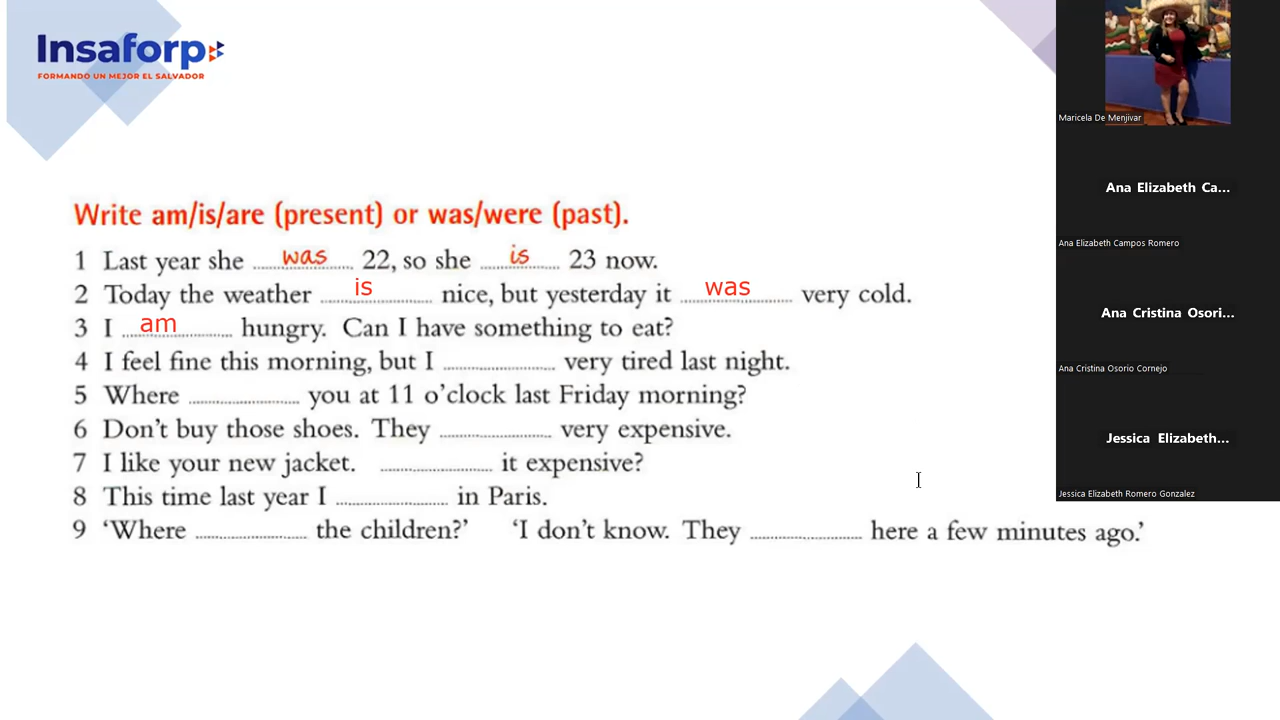 Insaforp
FORMANDO UN MEJOR EL SALVADOR
Write am/is/are (present) or was/were (past).
1 Last year she was 22, so she is 23 now.
2 Today the weather is nice, but yesterday it was very cold.
3 I am hungry. Can I have something to eat?
4 I feel fine this morning, but I ............ very tired last night.
5 Where ............ you at 11 o'clock last Friday morning?
6 Don't buy those shoes. They ............ very expensive.
7 I like your new jacket. ............ it expensive?
8 This time last year I ............ in Paris.
9 ‘Where ............ the children?’ ‘I don't know. They ............ here a few minutes ago.’
Maricela De Menjivar
Ana Elizabeth Ca...
Ana Elizabeth Campos Romero
Ana Cristina Osori...
Ana Cristina Osorio Cornejo
Jessica Elizabeth...
Jessica Elizabeth Romero Gonzalez